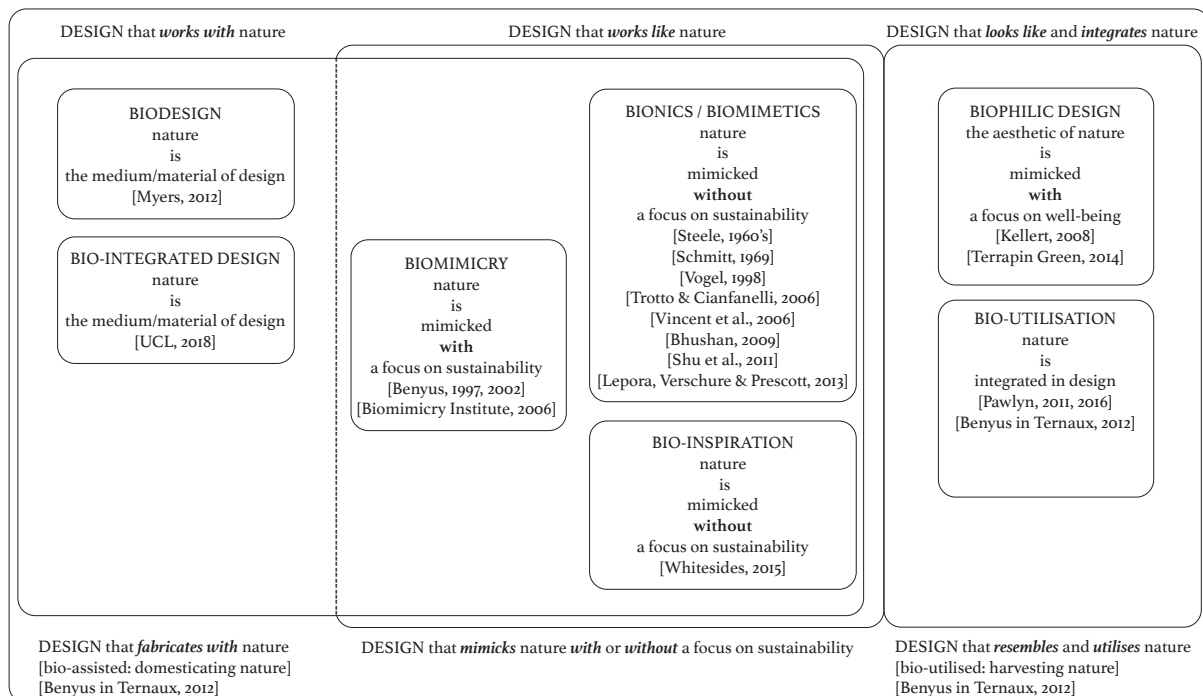 DESIGN that works with nature
DESIGN that works like nature
DESIGN that looks like and integrates nature
BIODESIGN
nature
is
the medium/material of design
[Myers, 2012]
BIO-INTEGRATED DESIGN
nature
is
the medium/material of design
[UCL, 2018]
BIOMIMICRY
nature
is
mimicked
with
a focus on sustainability
[Benyus, 1997, 2002]
[Biomimicry Institute, 2006]
BIONICS / BIOMIMETICS
nature
is
mimicked
without
a focus on sustainability
[Steele, 1960's]
[Schmitt, 1969]
[Vogel, 1998]
[Trotto & Cianfanelli, 2006]
[Vincent et al., 2006]
[Bhushan, 2009]
[Shu et al., 2011]
[Lepora, Verschure & Prescott, 2013]
BIO-INSPIRATION
nature
is
mimicked
without
a focus on sustainability
[Whitesides, 2015]
BIOPHILIC DESIGN
the aesthetic of nature
is
mimicked
with
a focus on well-being
[Kellert, 2008]
[Terrapin Green, 2014]
BIO-UTILISATION
nature
is
integrated in design
[Pawlyn, 2011, 2016]
[Benyus in Ternaux, 2012]
DESIGN that fabricates with nature
[bio-assisted: domesticating nature]
[Benyus in Ternaux, 2012]
DESIGN that mimicks nature with or without a focus on sustainability
DESIGN that resembles and utilises nature
[bio-utilised: harvesting nature]
[Benyus in Ternaux, 2012]